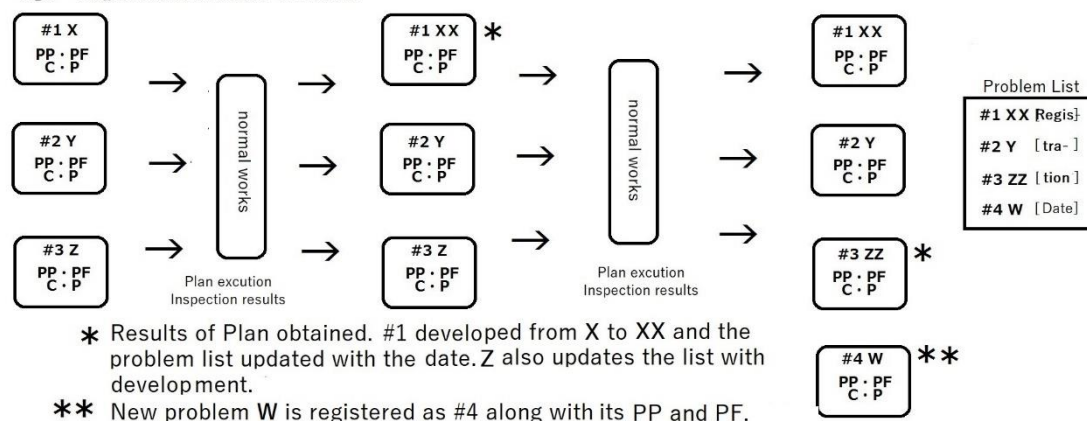 #1 X
PP · PF
C · P
#2 Y
PP · PF
C · P
#3 Z
PP · PF
C · P
normal works
Plan excution
Inspection results
#1 XX *
PP · PF
C · P
#2 Y
PP · PF
C · P
#3 Z
PP · PF
C · P
normal works
Plan excution
Inspection results
#1 XX
PP · PF
C · P
#2 Y
PP · PF
C · P
#3 ZZ *
PP · PF
C · P
#4 W **
PP · PF
C · P
Problem List
#1 XX [Regis]
#2 Y [tra- ]
#3 ZZ [tion ]
#4 W [Date]
* Results of Plan obtained. #1 developed from X to XX and the
problem list updated with the date. Z also updates the list with
development.
** New problem W is registered as #4 along with its PP and PF.